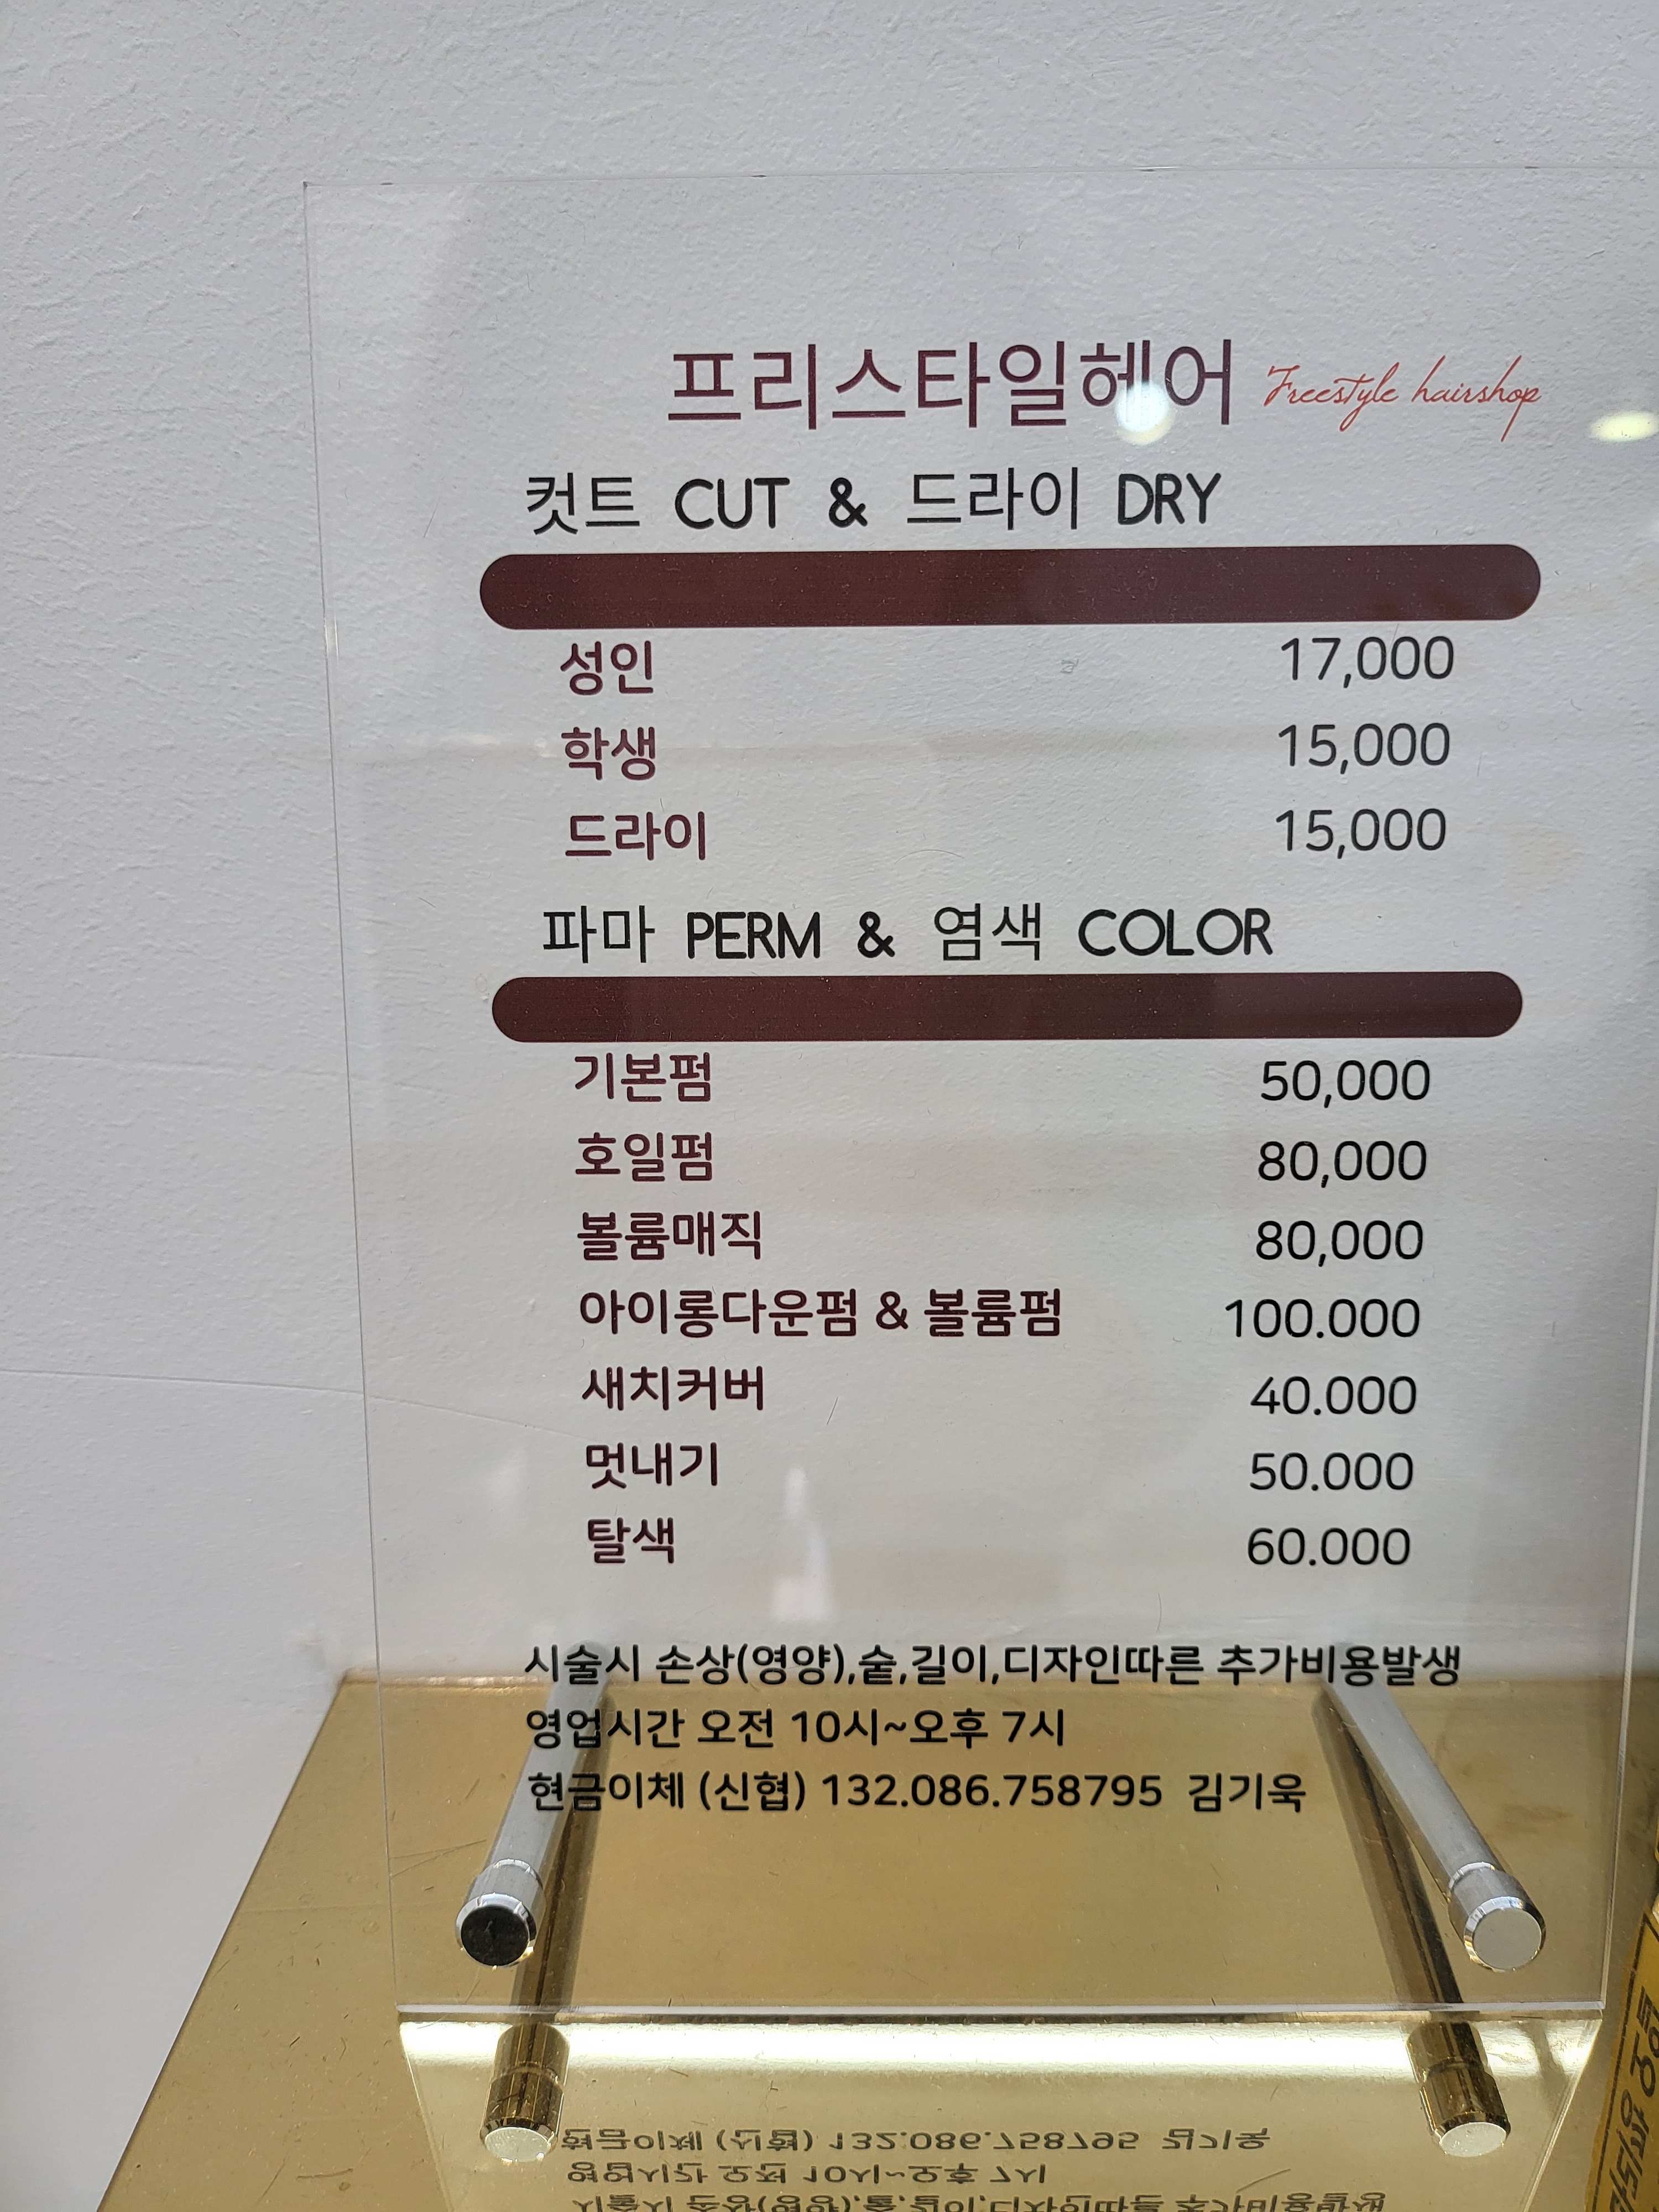 프리스타일헤어 Freestyle hairshop
컷트 CUT & 드라이 DRY
성인 17,000
학생 15,000
드라이 15,000
파마 PERM & 염색 COLOR
기본펌 50,000
호일펌 80,000
볼륨매직 80,000
아이롱다운펌 & 볼륨펌 100.000
새치커버 40.000
멋내기 50.000
탈색 60.000
시술시 손상(영양),숱,길이,디자인따른 추가비용발생
영업시간 오전 10시~오후 7시
현금이체 (신협) 132.086.758795 김기욱